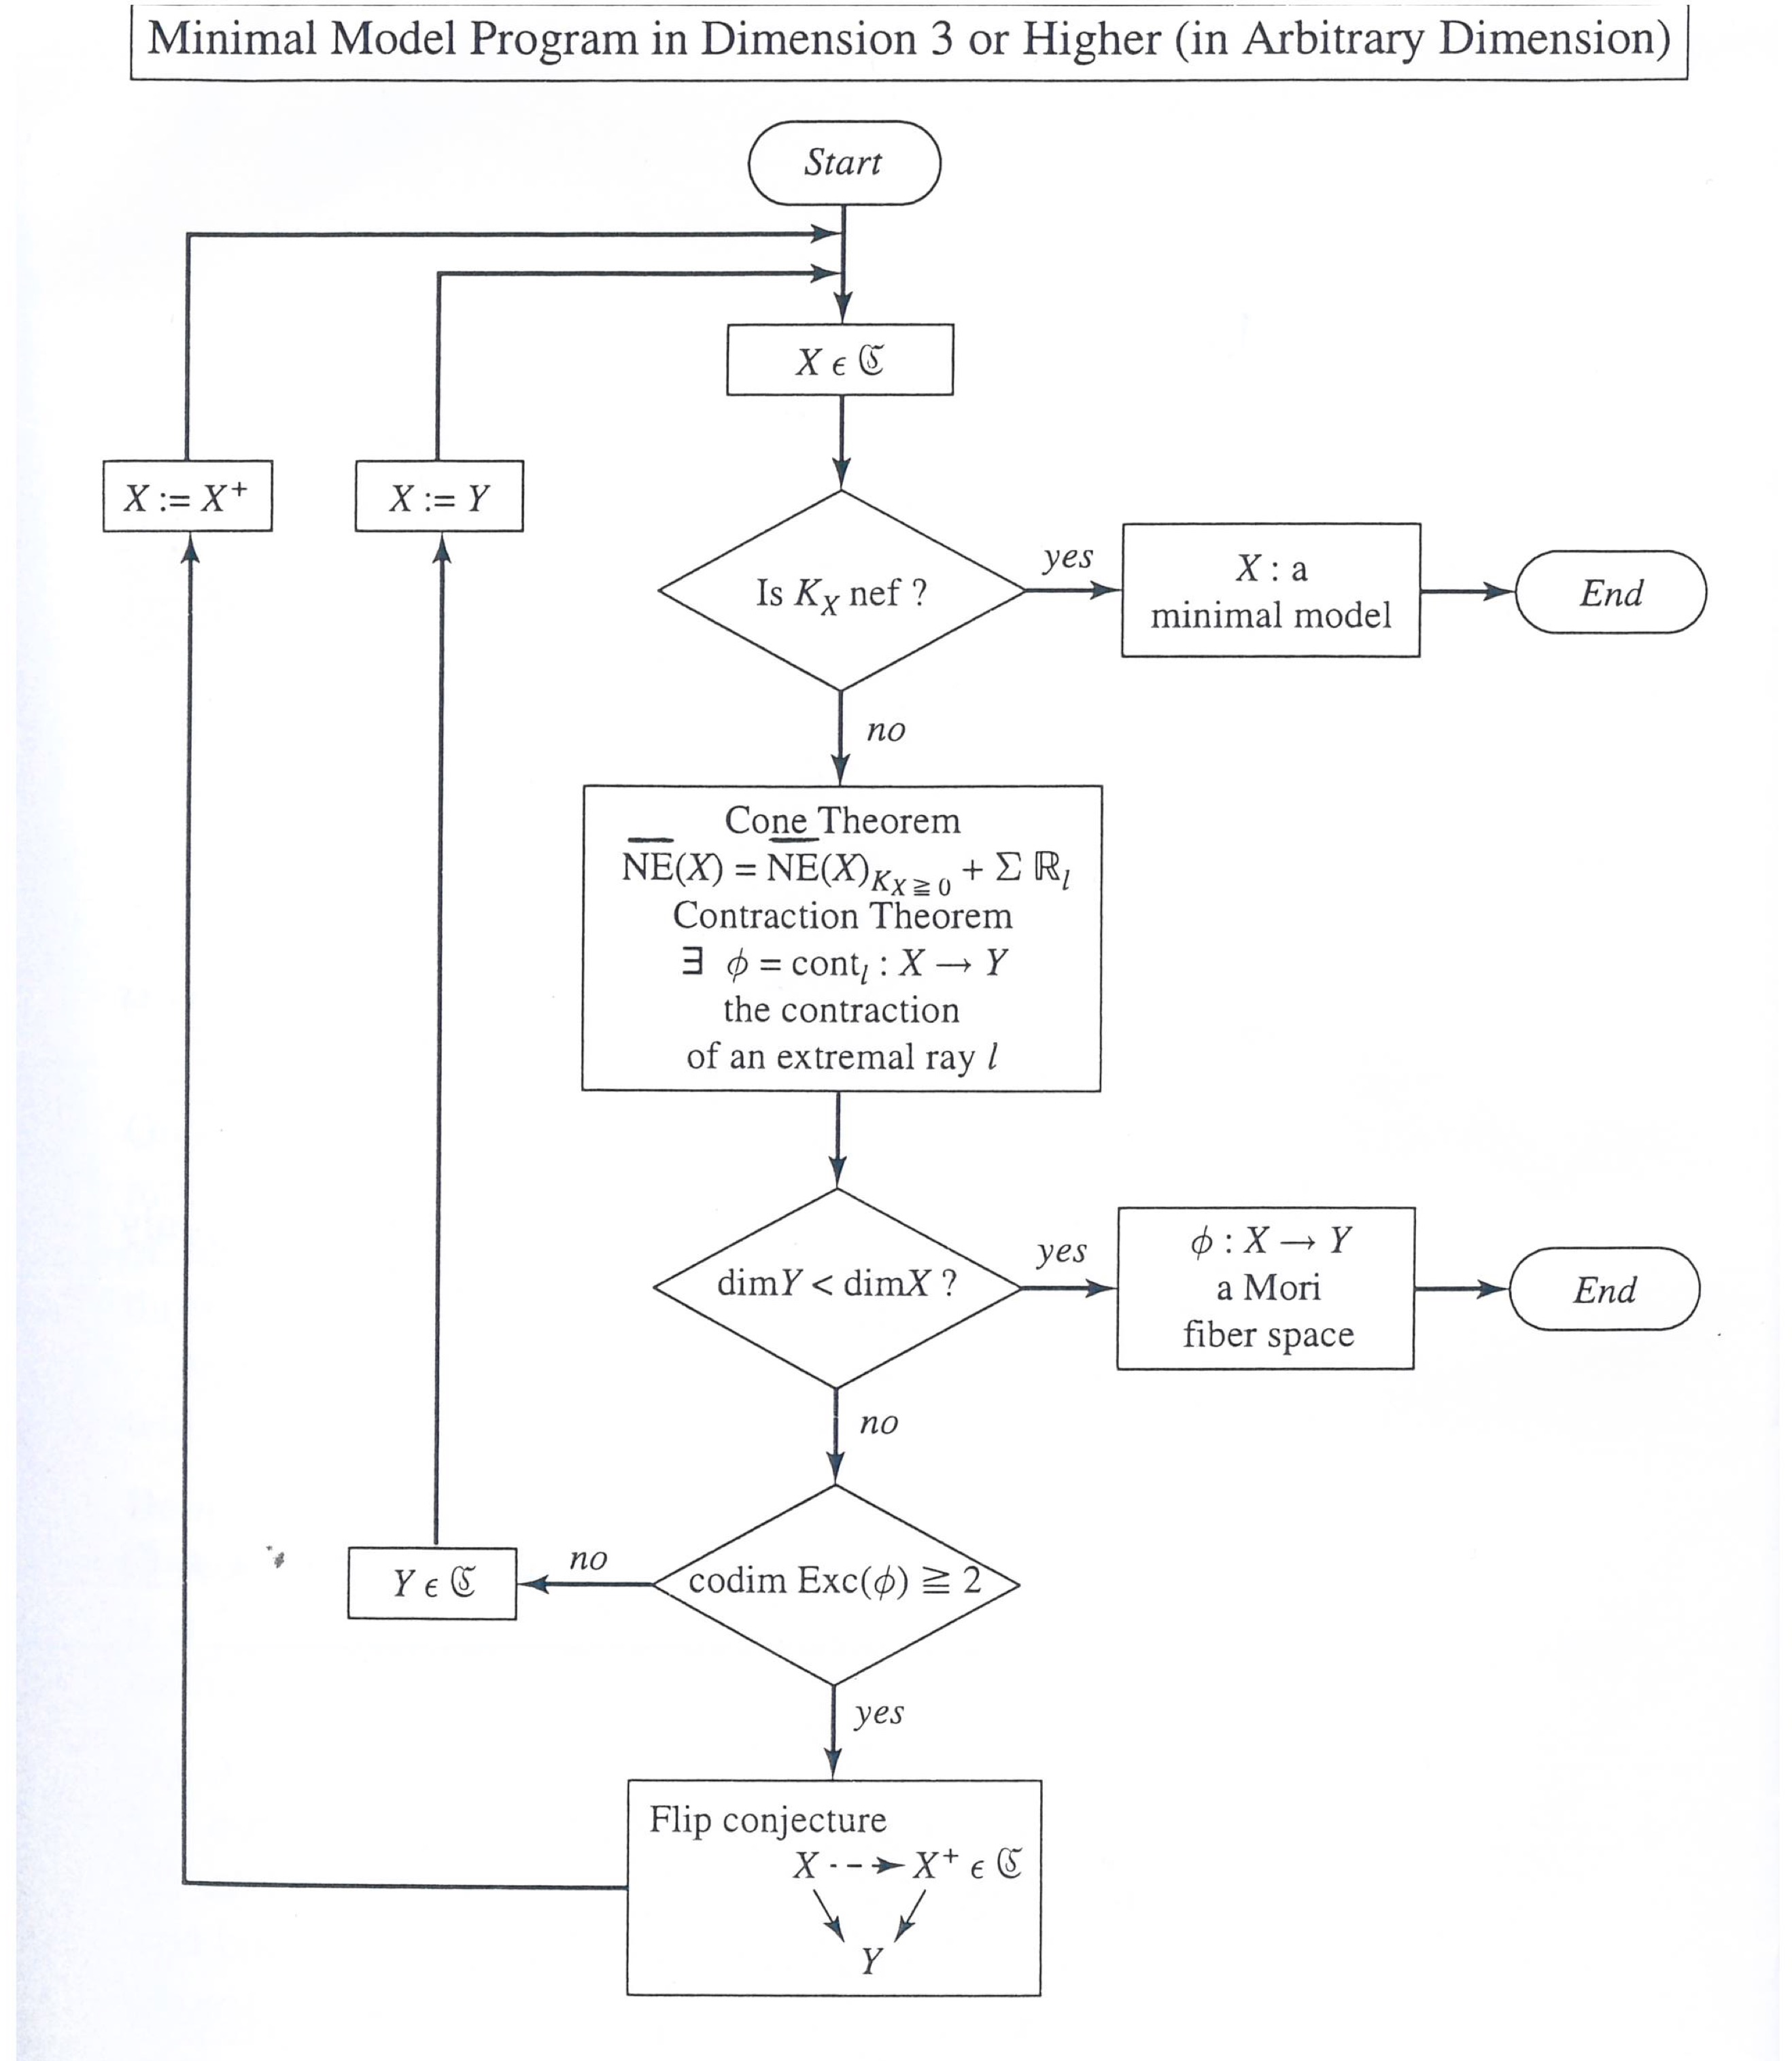 Minimal Model Program in Dimension 3 or Higher (in Arbitrary Dimension)
Start
X ϵ ℭ
X := X⁺
X := Y
Is K_X nef ?
yes
X : a
minimal model
End
no
Cone Theorem
N̅E̅(X) = N̅E̅(X)_{K_X ≧ 0} + Σ ℝ_l
Contraction Theorem
∃ ϕ = cont_l : X → Y
the contraction
of an extremal ray l
dimY < dimX ?
yes
ϕ : X → Y
a Mori
fiber space
End
no
Y ϵ ℭ
no
codim Exc(ϕ) ≧ 2
yes
Flip conjecture
X ⇢ X⁺ ϵ ℭ
Y